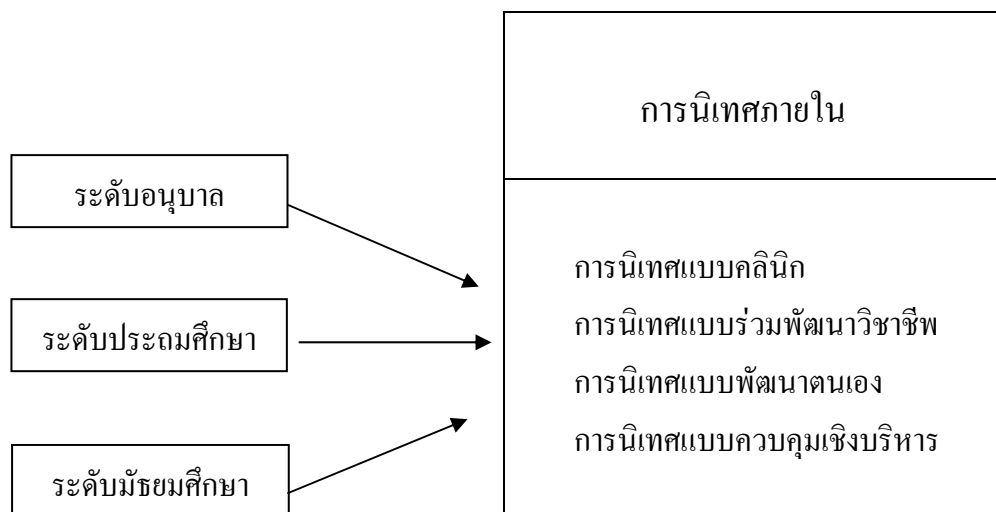 การนิเทศภายใน
ระดับอนุบาล
ระดับประถมศึกษา
ระดับมัธยมศึกษา
การนิเทศแบบคลินิก
การนิเทศแบบร่วมพัฒนาวิชาชีพ
การนิเทศแบบพัฒนาตนเอง
การนิเทศแบบควบคุมเชิงบริหาร